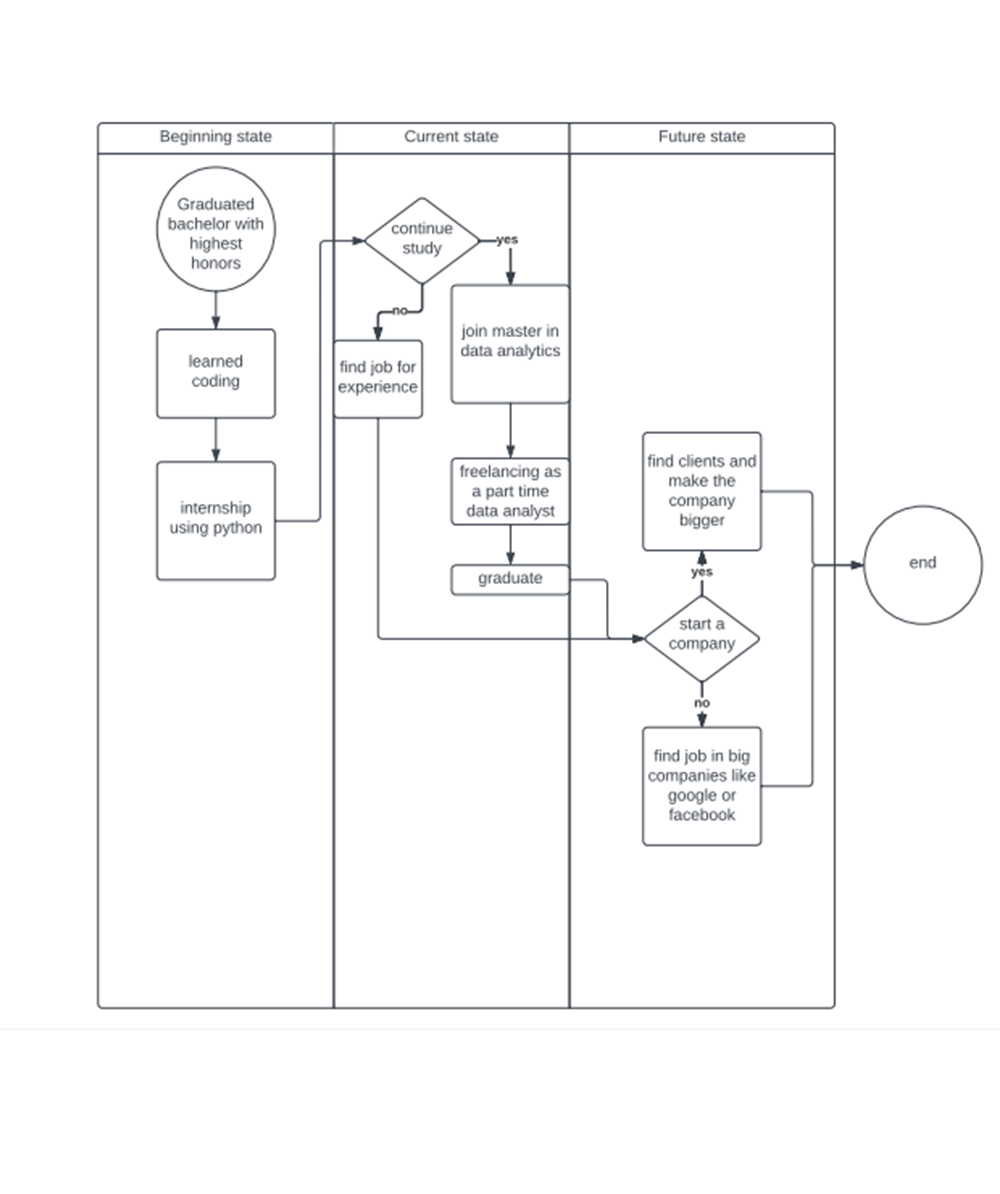 Beginning state
Current state
Future state
Graduated
bachelor with
highest
honors
learned
coding
internship
using python
continue
study
yes
no
find job for
experience
join master in
data analytics
freelancing as
a part time
data analyst
graduate
find clients and
make the
company
bigger
yes
start a
company
no
find job in big
companies like
google or
facebook
end